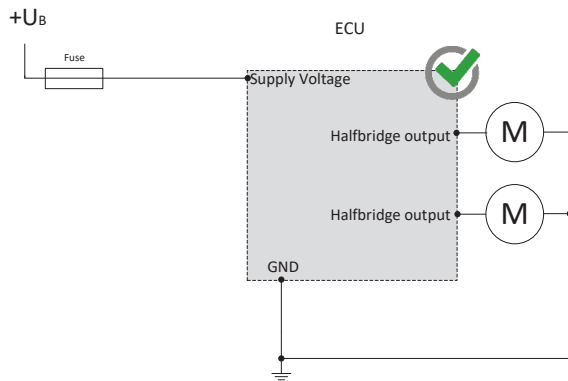 +UB
ECU
Fuse
Supply Voltage
Halfbridge output
M
Halfbridge output
M
GND